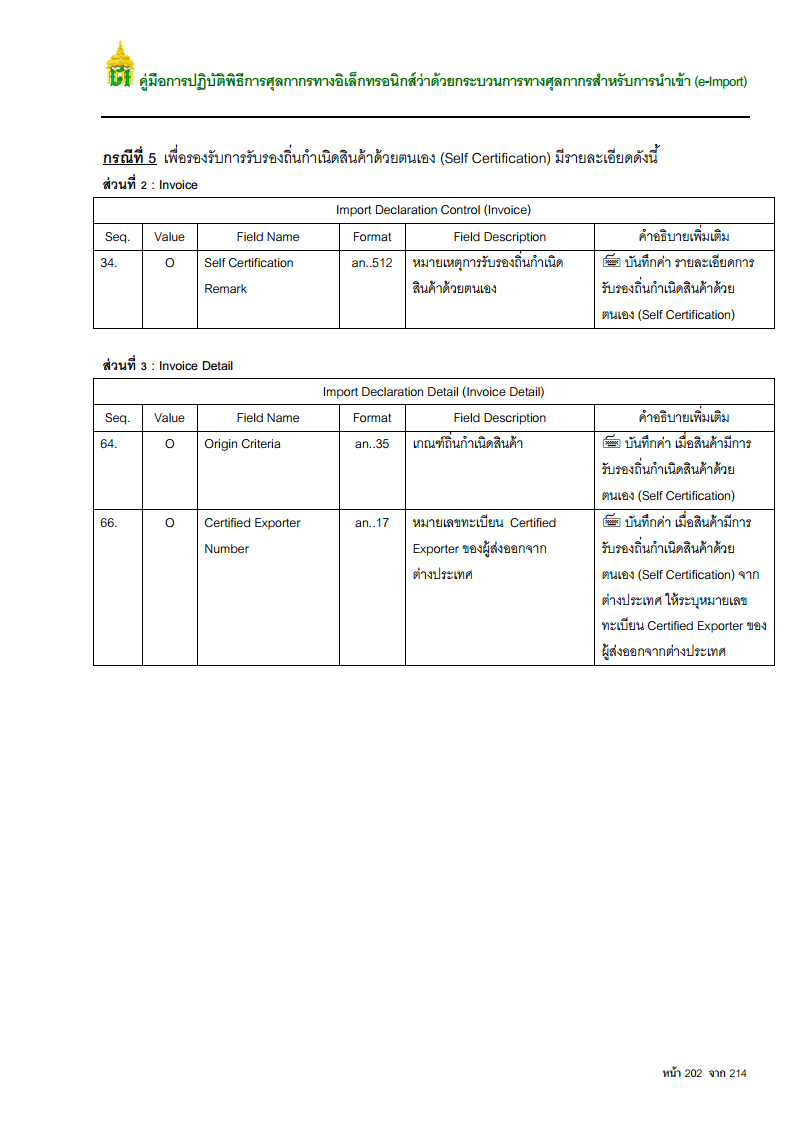 คู่มือการปฏิบัติพิธีการศุลกากรทางอิเล็กทรอนิกส์ว่าด้วยกระบวนการทางศุลกากรสำหรับการนำเข้า (e-Import)
กรณีที่ 5 เพื่อรองรับการรับรองถิ่นกำเนิดสินค้าด้วยตนเอง (Self Certification) มีรายละเอียดดังนี้
ส่วนที่ 2 : Invoice
Import Declaration Control (Invoice)
Seq. Value Field Name Format Field Description คำอธิบายเพิ่มเติม
34. O Self Certification an..512 หมายเหตุการรับรองถิ่นกำเนิด บันทึกค่า รายละเอียดการ
Remark สินค้าด้วยตนเอง รับรองถิ่นกำเนิดสินค้าด้วย
ตนเอง (Self Certification)
ส่วนที่ 3 : Invoice Detail
Import Declaration Detail (Invoice Detail)
Seq. Value Field Name Format Field Description คำอธิบายเพิ่มเติม
64. O Origin Criteria an..35 เกณฑ์ถิ่นกำเนิดสินค้า บันทึกค่า เมื่อสินค้ามีการ
รับรองถิ่นกำเนิดสินค้าด้วย
ตนเอง (Self Certification)
66. O Certified Exporter an..17 หมายเลขทะเบียน Certified บันทึกค่า เมื่อสินค้ามีการ
Number Exporter ของผู้ส่งออกจาก รับรองถิ่นกำเนิดสินค้าด้วย
ต่างประเทศ ตนเอง (Self Certification) จาก
ต่างประเทศ ให้ระบุหมายเลข
ทะเบียน Certified Exporter ของ
ผู้ส่งออกจากต่างประเทศ
หน้า 202 จาก 214